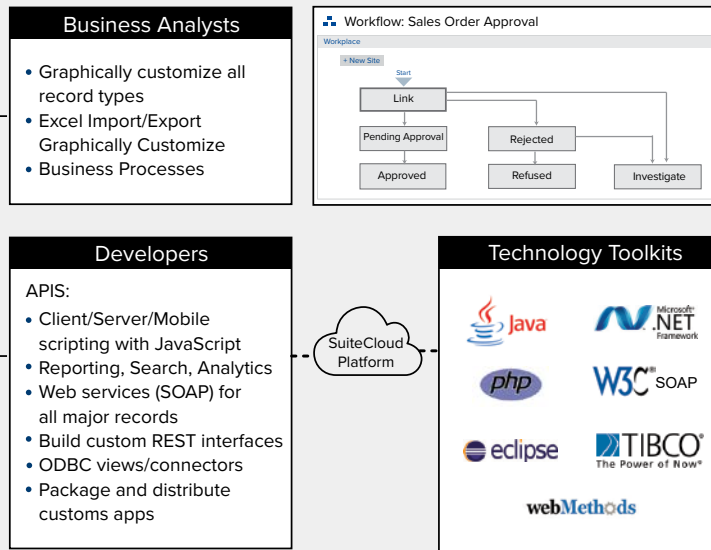 Business Analysts
• Graphically customize all
record types
• Excel Import/Export
Graphically Customize
• Business Processes
Workflow: Sales Order Approval
Workplace
+ New Site
Start
Link
Pending Approval
Rejected
Approved
Refused
Investigate
Developers
APIS:
• Client/Server/Mobile
scripting with JavaScript
• Reporting, Search, Analytics
• Web services (SOAP) for
all major records
• Build custom REST interfaces
• ODBC views/connectors
• Package and distribute
customs apps
SuiteCloud
Platform
Technology Toolkits
Java
Microsoft®
.NET
Framework
php
W3C® SOAP
eclipse
TIBCO®
The Power of Now®
webMethods